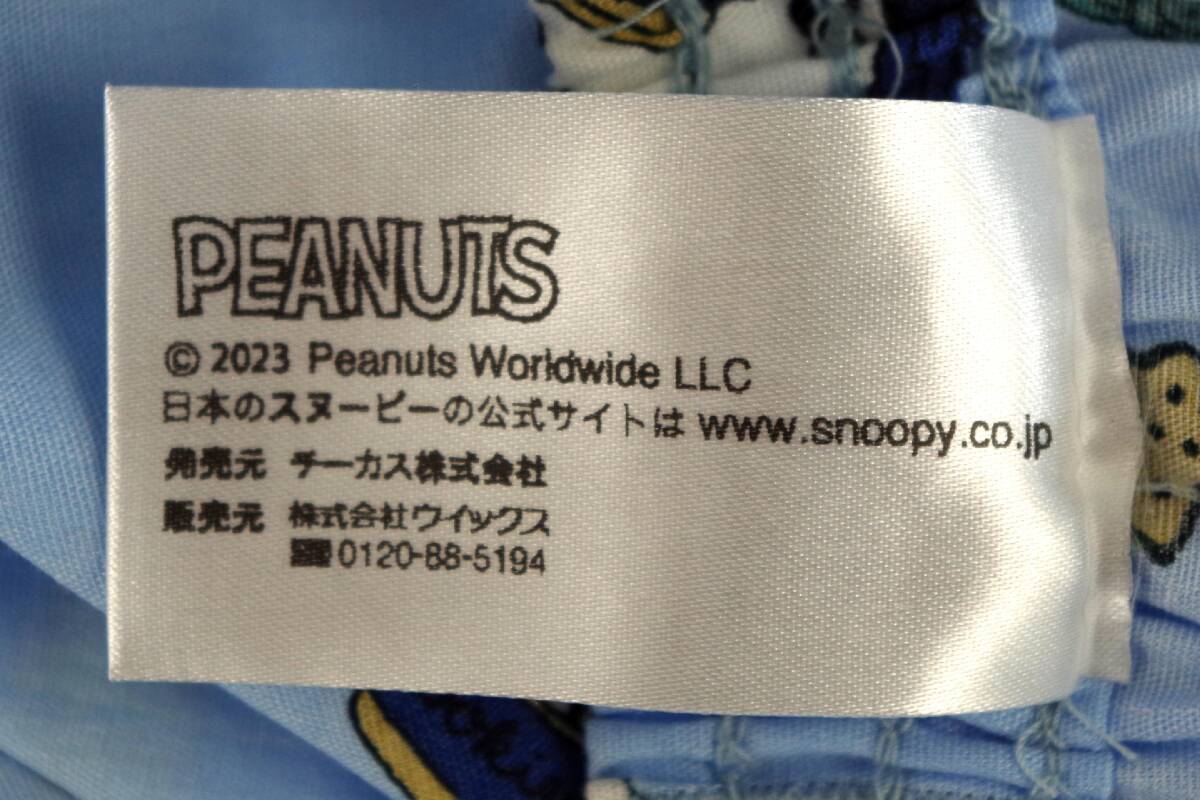 PEANUTS
© 2023 Peanuts Worldwide LLC
日本のスヌーピーの公式サイトは www.snoopy.co.jp
発売元 チーカス株式会社
販売元 株式会社ウイックス
☎0120-88-5194